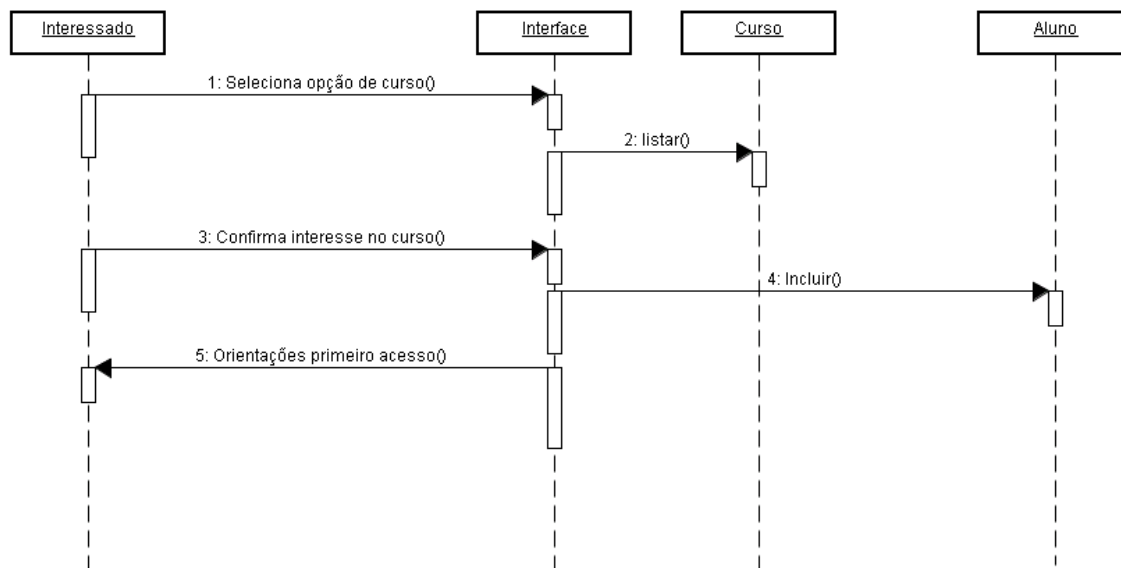 Interessado
Interface
Curso
Aluno
1: Seleciona opção de curso()
2: listar()
3: Confirma interesse no curso()
4: Incluir()
5: Orientações primeiro acesso()